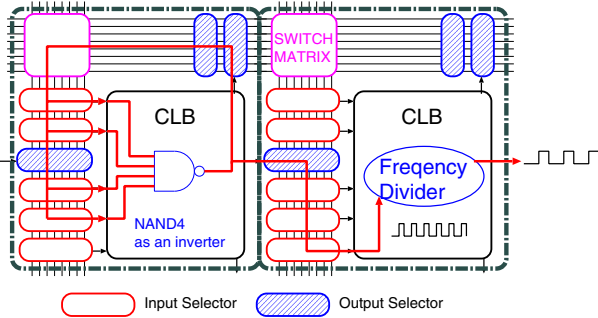 SWITCH
MATRIX
CLB
CLB
Freqency
Divider
NAND4
as an inverter
Input Selector
Output Selector